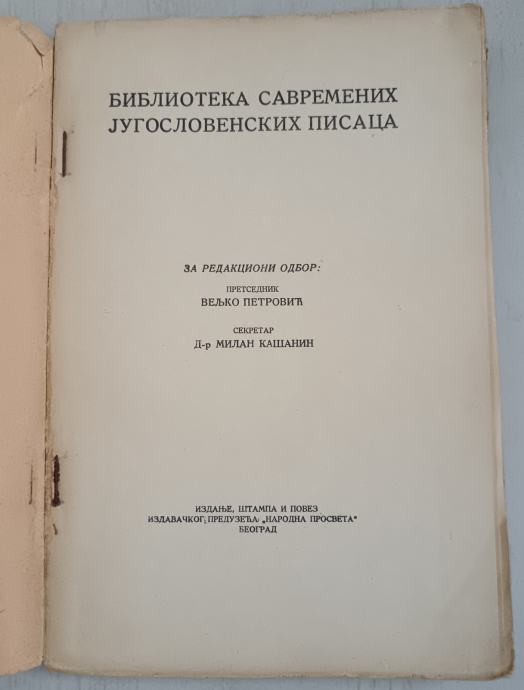 БИБЛИОТЕКА САВРЕМЕНИХ
ЈУГОСЛОВЕНСКИХ ПИСАЦА
ЗА РЕДАКЦИОНИ ОДБОР:
ПРЕТСЕДНИК
ВЕЉКО ПЕТРОВИЋ
СЕКРЕТАР
Д-р МИЛАН КАШАНИН
ИЗДАЊЕ, ШТАМПА И ПОВЕЗ
ИЗДАВАЧКОГ ПРЕДУЗЕЋА „НАРОДНА ПРОСВЕТА“
БЕОГРАД